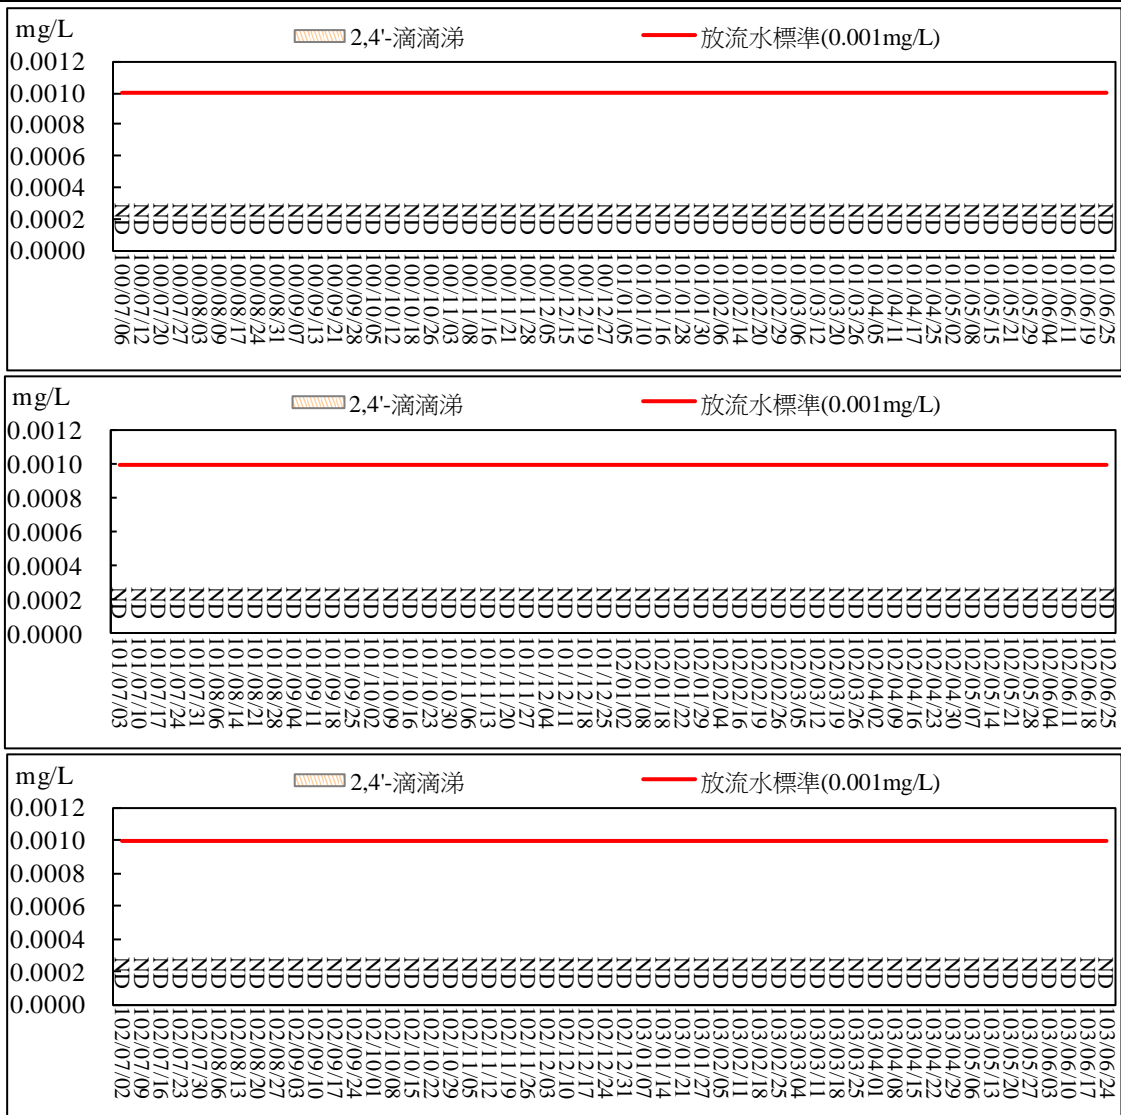 mg/L
2,4'-滴滴涕
放流水標準(0.001mg/L)
0.0012
0.0010
0.0008
0.0006
0.0004
0.0002
0.0000
ND ND ND ND ND ND ND ND ND ND ND ND ND ND ND ND ND ND ND ND ND ND ND ND ND ND ND ND ND ND ND ND ND ND ND ND ND ND ND ND ND ND ND ND ND ND ND ND ND ND ND ND
100/07/06 100/07/12 100/07/20 100/07/27 100/08/03 100/08/09 100/08/17 100/08/24 100/08/31 100/09/07 100/09/13 100/09/21 100/09/28 100/10/05 100/10/12 100/10/18 100/10/26 100/11/03 100/11/08 100/11/16 100/11/21 100/11/28 100/12/05 100/12/15 100/12/19 100/12/27 101/01/05 101/01/10 101/01/16 101/01/28 101/01/30 101/02/06 101/02/14 101/02/20 101/02/29 101/03/06 101/03/12 101/03/20 101/03/26 101/04/05 101/04/11 101/04/17 101/04/25 101/05/02 101/05/08 101/05/15 101/05/21 101/05/29 101/06/04 101/06/11 101/06/19 101/06/25
mg/L
2,4'-滴滴涕
放流水標準(0.001mg/L)
0.0012
0.0010
0.0008
0.0006
0.0004
0.0002
0.0000
ND ND ND ND ND ND ND ND ND ND ND ND ND ND ND ND ND ND ND ND ND ND ND ND ND ND ND ND ND ND ND ND ND ND ND ND ND ND ND ND ND ND ND ND ND ND ND ND ND ND ND ND
101/07/03 101/07/10 101/07/17 101/07/24 101/07/31 101/08/06 101/08/14 101/08/21 101/08/28 101/09/04 101/09/11 101/09/18 101/09/25 101/10/02 101/10/09 101/10/16 101/10/23 101/10/30 101/11/06 101/11/13 101/11/20 101/11/27 101/12/04 101/12/11 101/12/18 101/12/25 102/01/02 102/01/08 102/01/18 102/01/22 102/01/29 102/02/04 102/02/16 102/02/19 102/02/26 102/03/05 102/03/12 102/03/19 102/03/26 102/04/02 102/04/09 102/04/16 102/04/23 102/04/30 102/05/07 102/05/14 102/05/21 102/05/28 102/06/04 102/06/11 102/06/18 102/06/25
mg/L
2,4'-滴滴涕
放流水標準(0.001mg/L)
0.0012
0.0010
0.0008
0.0006
0.0004
0.0002
0.0000
ND ND ND ND ND ND ND ND ND ND ND ND ND ND ND ND ND ND ND ND ND ND ND ND ND ND ND ND ND ND ND ND ND ND ND ND ND ND ND ND ND ND ND ND ND ND ND ND ND ND ND ND
102/07/02 102/07/09 102/07/16 102/07/23 102/07/30 102/08/06 102/08/13 102/08/20 102/08/27 102/09/03 102/09/10 102/09/17 102/09/24 102/10/01 102/10/08 102/10/15 102/10/22 102/10/29 102/11/05 102/11/12 102/11/19 102/11/26 102/12/03 102/12/10 102/12/17 102/12/24 102/12/31 103/01/07 103/01/14 103/01/21 103/01/27 103/02/05 103/02/11 103/02/18 103/02/25 103/03/04 103/03/11 103/03/18 103/03/25 103/04/01 103/04/08 103/04/15 103/04/22 103/04/29 103/05/06 103/05/13 103/05/20 103/05/27 103/06/03 103/06/10 103/06/17 103/06/24